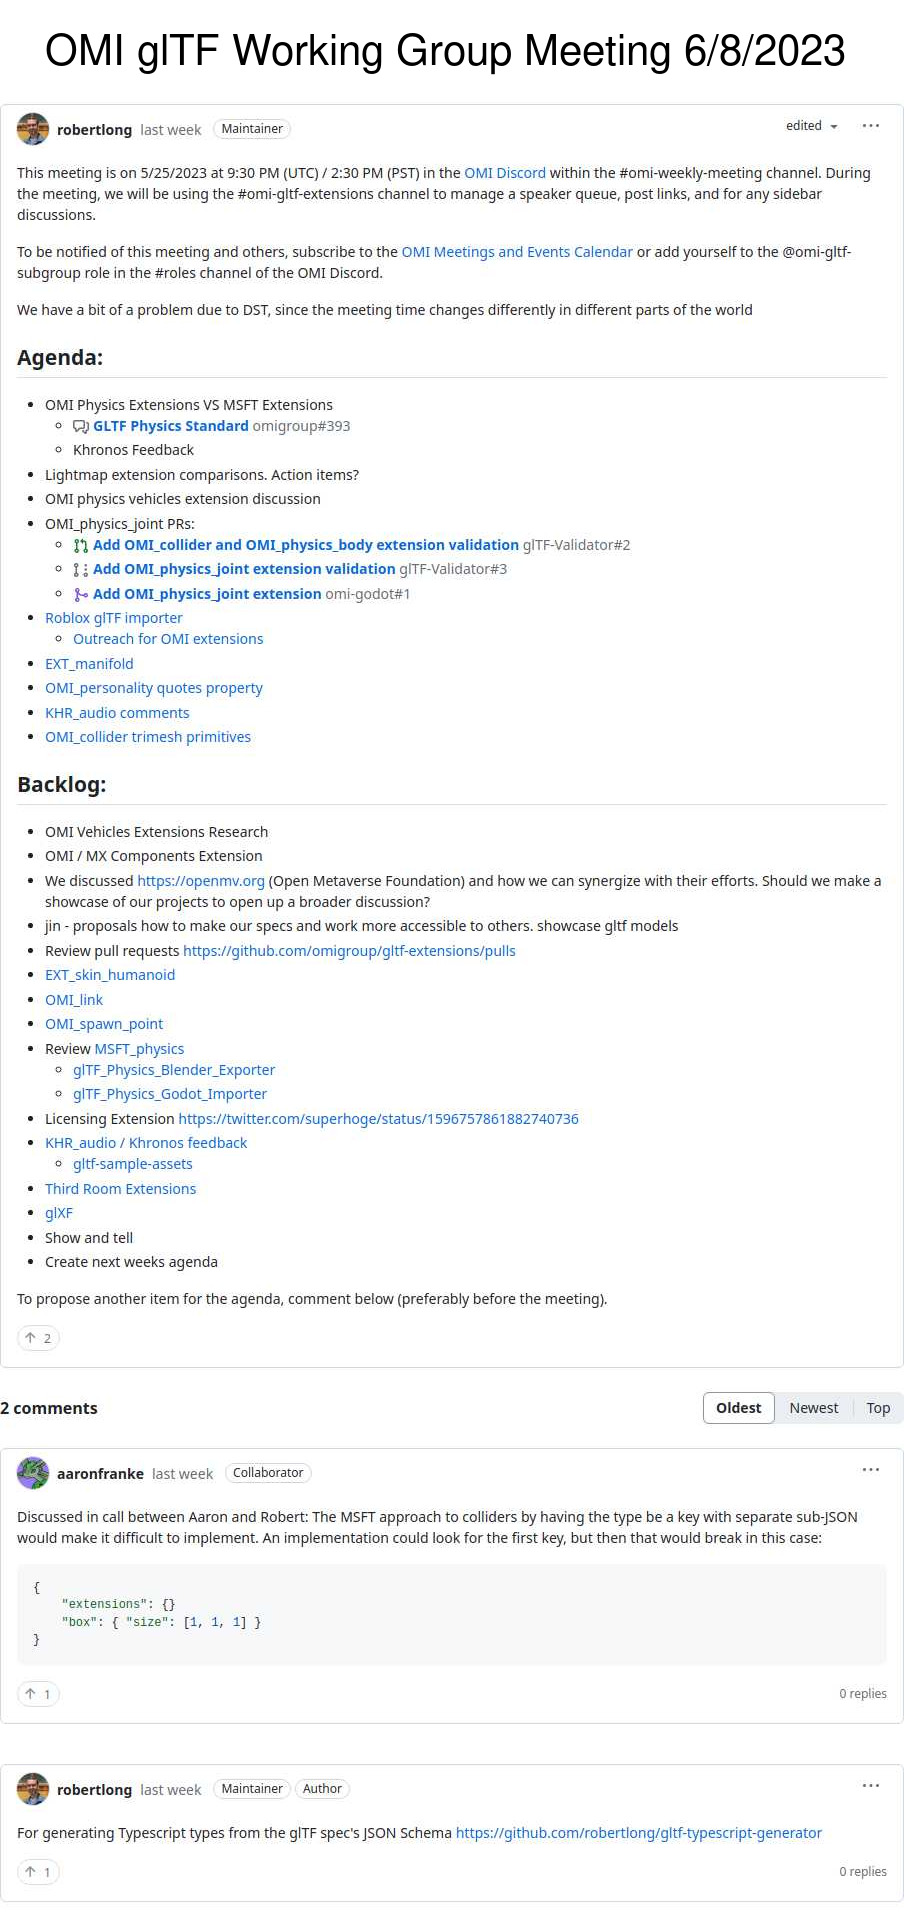 OMI glTF Working Group Meeting 6/8/2023
robertlong last week Maintainer edited
This meeting is on 5/25/2023 at 9:30 PM (UTC) / 2:30 PM (PST) in the OMI Discord within the #omi-weekly-meeting channel. During
the meeting, we will be using the #omi-gltf-extensions channel to manage a speaker queue, post links, and for any sidebar
discussions.
To be notified of this meeting and others, subscribe to the OMI Meetings and Events Calendar or add yourself to the @omi-gltf-
subgroup role in the #roles channel of the OMI Discord.
We have a bit of a problem due to DST, since the meeting time changes differently in different parts of the world
Agenda:
• OMI Physics Extensions VS MSFT Extensions
◦ GLTF Physics Standard omigroup#393
◦ Khronos Feedback
• Lightmap extension comparisons. Action items?
• OMI physics vehicles extension discussion
• OMI_physics_joint PRs:
◦ Add OMI_collider and OMI_physics_body extension validation glTF-Validator#2
◦ Add OMI_physics_joint extension validation glTF-Validator#3
◦ Add OMI_physics_joint extension omi-godot#1
• Roblox glTF importer
◦ Outreach for OMI extensions
• EXT_manifold
• OMI_personality quotes property
• KHR_audio comments
• OMI_collider trimesh primitives
Backlog:
• OMI Vehicles Extensions Research
• OMI / MX Components Extension
• We discussed https://openmv.org (Open Metaverse Foundation) and how we can synergize with their efforts. Should we make a
showcase of our projects to open up a broader discussion?
• jin - proposals how to make our specs and work more accessible to others. showcase gltf models
• Review pull requests https://github.com/omigroup/gltf-extensions/pulls
• EXT_skin_humanoid
• OMI_link
• OMI_spawn_point
• Review MSFT_physics
◦ glTF_Physics_Blender_Exporter
◦ glTF_Physics_Godot_Importer
• Licensing Extension https://twitter.com/superhoge/status/1596757861882740736
• KHR_audio / Khronos feedback
◦ gltf-sample-assets
• Third Room Extensions
• glXF
• Show and tell
• Create next weeks agenda
To propose another item for the agenda, comment below (preferably before the meeting).
↑ 2
2 comments Oldest Newest Top
aaronfranke last week Collaborator
Discussed in call between Aaron and Robert: The MSFT approach to colliders by having the type be a key with separate sub-JSON
would make it difficult to implement. An implementation could look for the first key, but then that would break in this case:
{
"extensions": {}
"box": { "size": [1, 1, 1] }
}
↑ 1 0 replies
robertlong last week Maintainer Author
For generating Typescript types from the glTF spec's JSON Schema https://github.com/robertlong/gltf-typescript-generator
↑ 1 0 replies